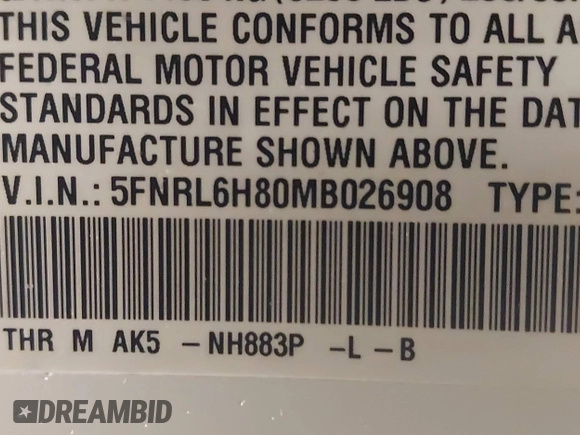 THIS VEHICLE CONFORMS TO ALL A
FEDERAL MOTOR VEHICLE SAFETY
STANDARDS IN EFFECT ON THE DAT
MANUFACTURE SHOWN ABOVE.
V.I.N.: 5FNRL6H80MB026908 TYPE:
THR M AK5 -NH883P -L -B
DREAMBID